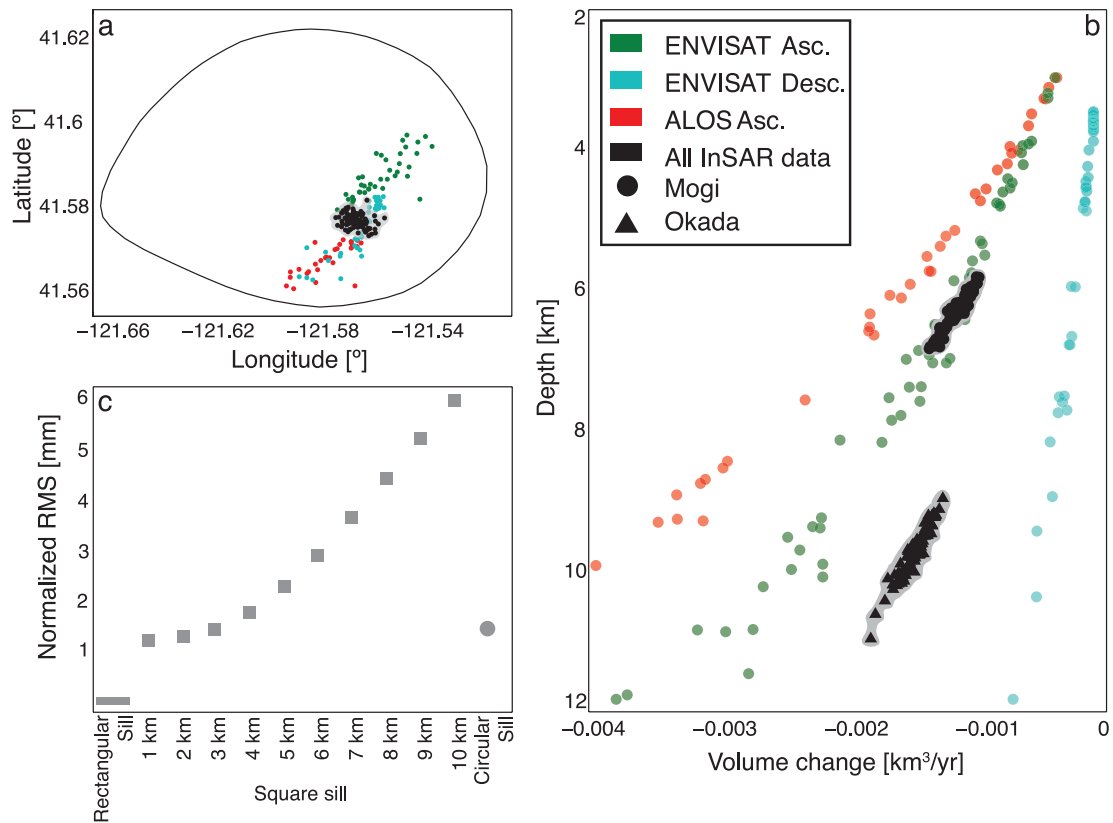 a
41.62
41.6
41.58
41.56
Latitude [º]
−121.66
−121.62
−121.58
−121.54
Longitude [º]
b
ENVISAT Asc.
ENVISAT Desc.
ALOS Asc.
All InSAR data
Mogi
Okada
2
4
6
8
10
12
Depth [km]
−0.004
−0.003
−0.002
−0.001
0
Volume change [km³/yr]
c
6
5
4
3
2
1
Normalized RMS [mm]
Rectangular
Sill
1 km
2 km
3 km
4 km
5 km
6 km
7 km
8 km
9 km
10 km
Circular
Sill
Square sill